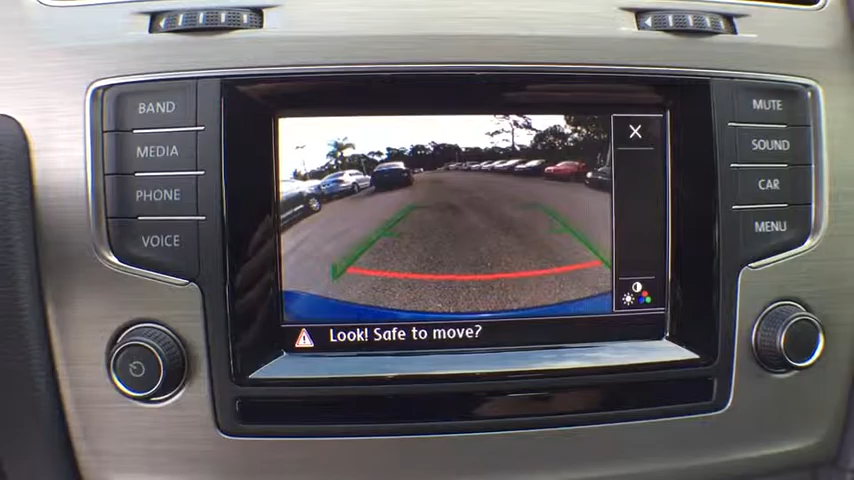 BAND
MEDIA
PHONE
VOICE
Look! Safe to move?
MUTE
SOUND
CAR
MENU